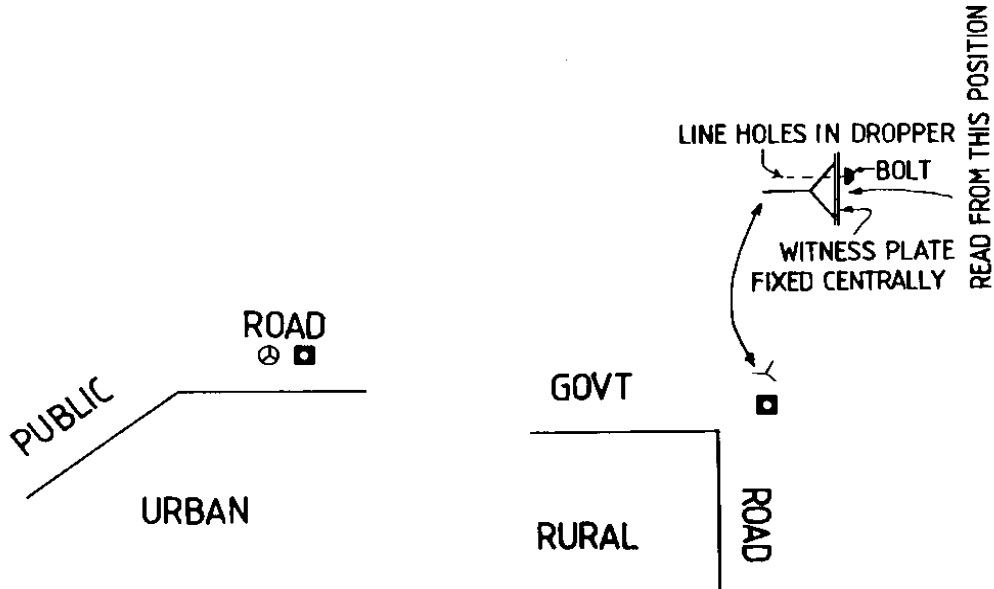 READ FROM THIS POSITION
LINE HOLES IN DROPPER
BOLT
WITNESS PLATE
FIXED CENTRALLY
ROAD
PUBLIC
URBAN
GOVT
RURAL
ROAD